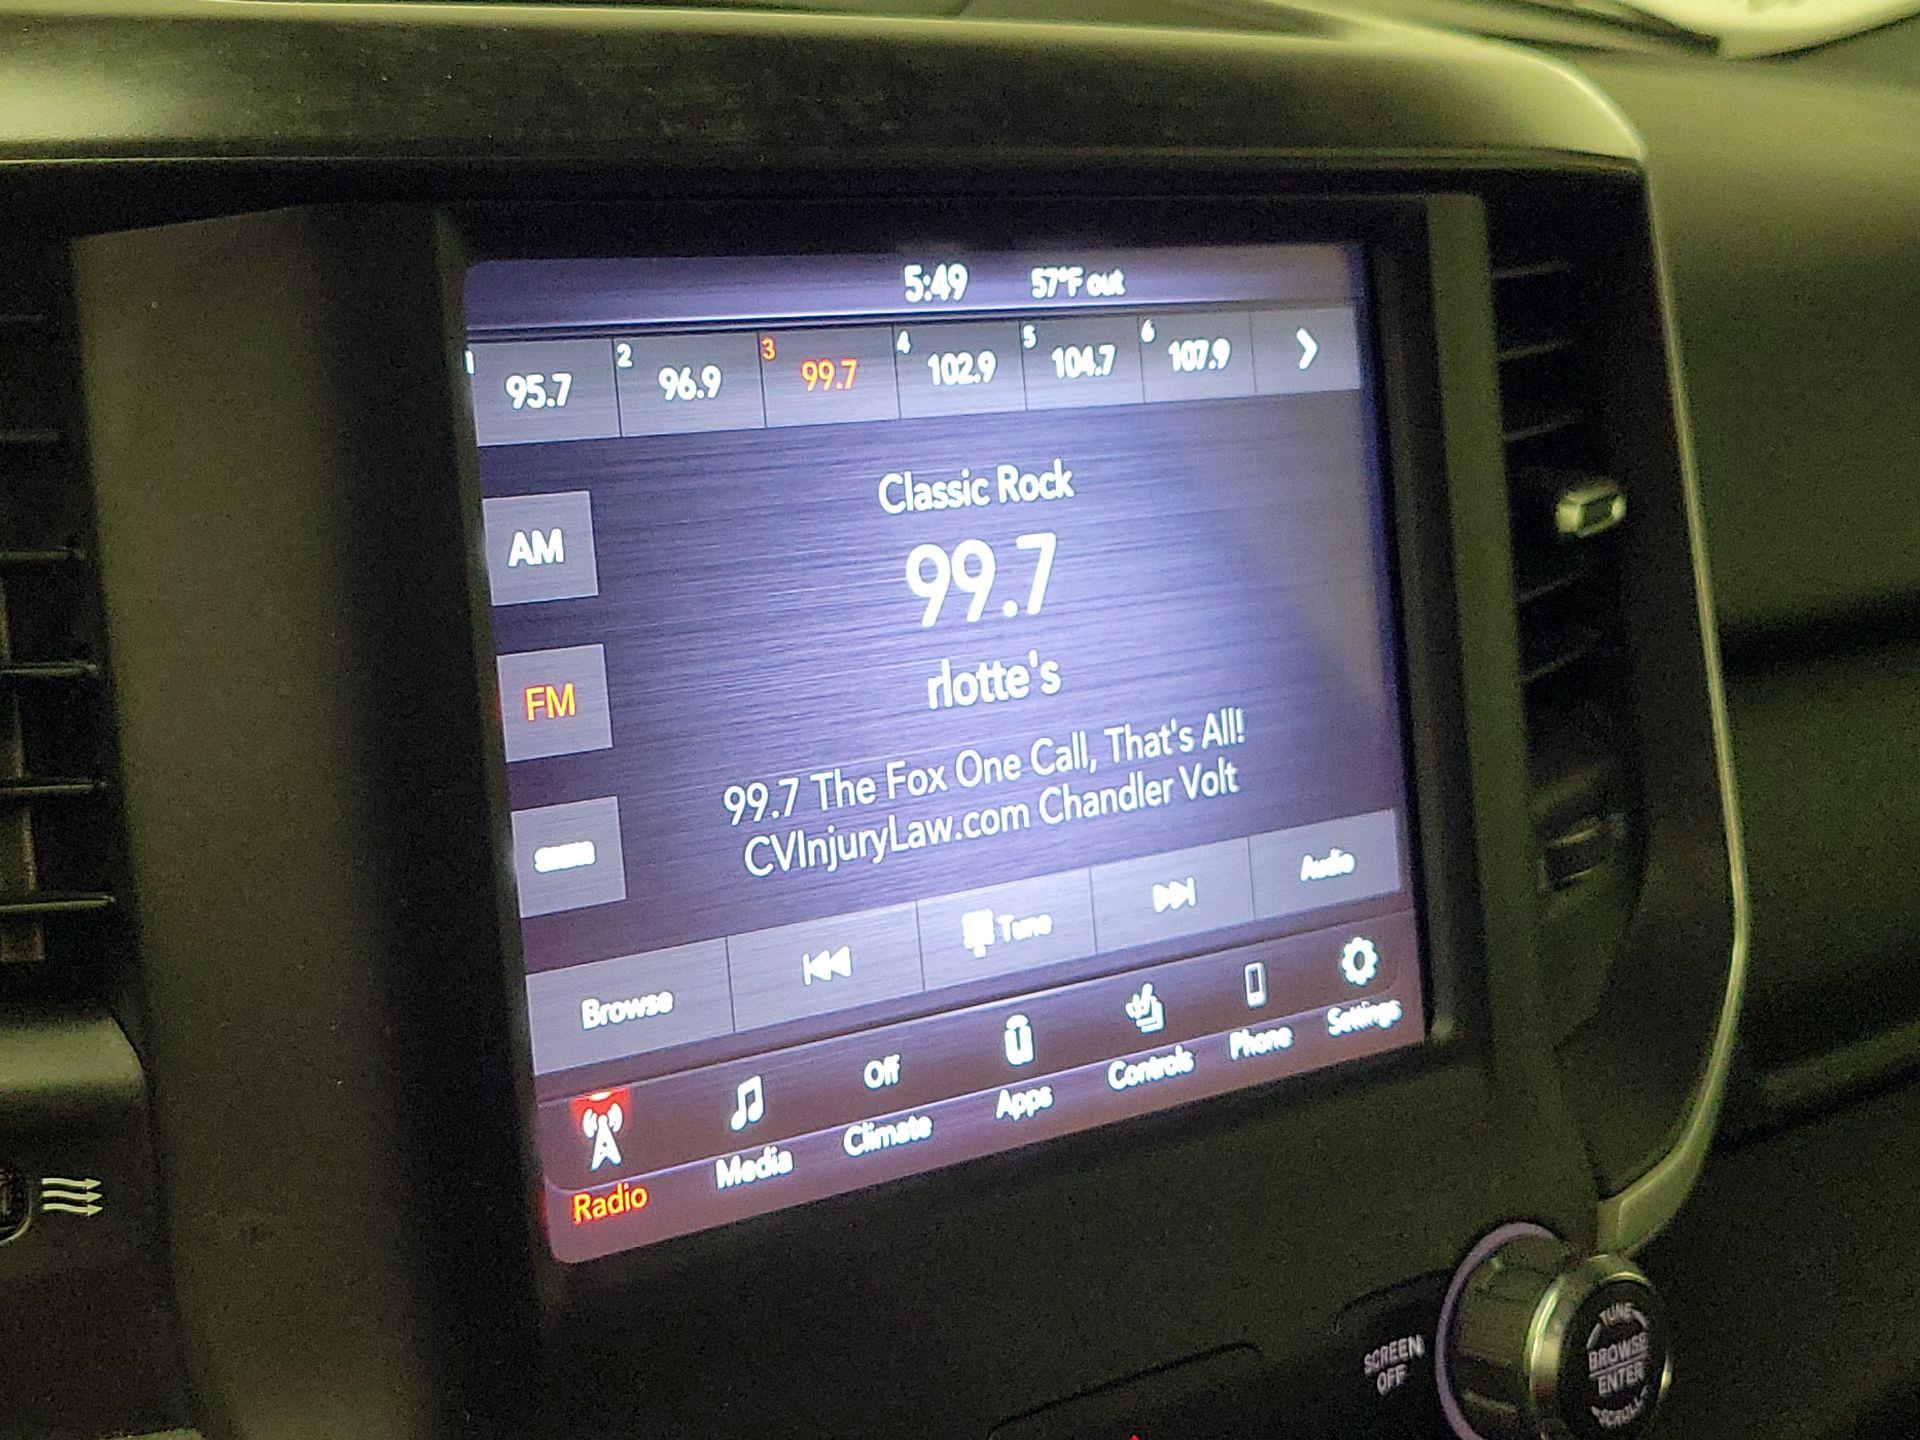 5:49 57°F out
1 95.7 2 96.9 3 99.7 4 102.9 5 104.7 6 107.9
Classic Rock
AM
99.7
FM
rlotte's
99.7 The Fox One Call, That's All!
CVInjuryLaw.com Chandler Volt
Browse Tune Audio
Off
Radio Media Climate Apps Controls Phone Settings
SCREEN
OFF
TUNE
BROWSE
ENTER
SCROLL